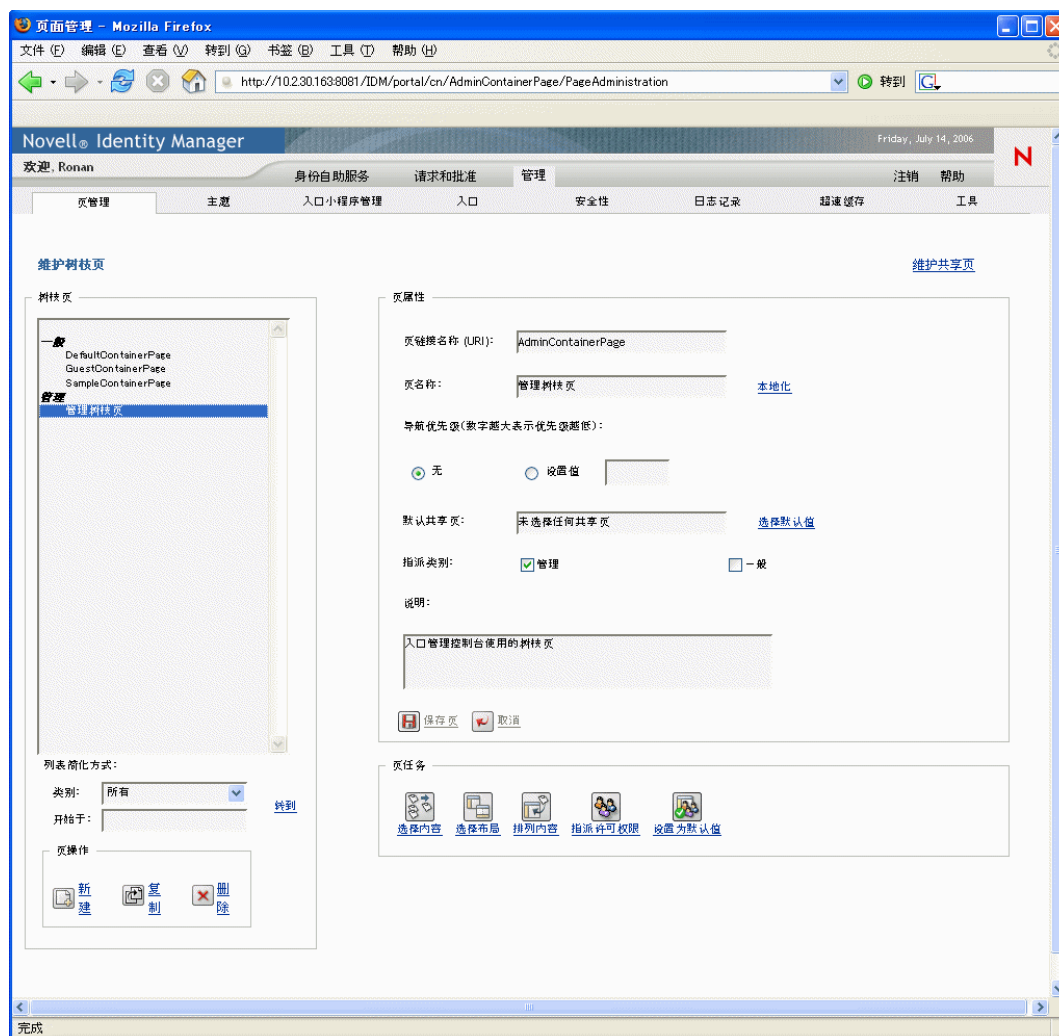 页面管理 - Mozilla Firefox
文件 (F) 编辑 (E) 查看 (V) 转到 (G) 书签 (B) 工具 (T) 帮助 (H)
http://10.2.30.163:8081/IDM/portal/cn/AdminContainerPage/PageAdministration 转到 G
Novell® Identity Manager Friday, July 14, 2006
N
欢迎, Ronan
身份自助服务 请求和批准 管理 注销 帮助
页管理 主题 入口小程序管理 入口 安全性 日志记录 超速缓存 工具
维护树枝页 维护共享页
树枝页
一般
DefaultContainerPage
GuestContainerPage
SampleContainerPage
管理
管理树枝页
列表简化方式:
类别: 所有
开始于:
转到
页操作
新建 复制 删除
页属性
页链接名称 (URI): AdminContainerPage
页名称: 管理树枝页 本地化
导航优先级(数字越大表示优先级越低):
无 设置值
默认共享页: 未选择任何共享页 选择默认值
指派类别: 管理 一般
说明:
入口管理控制台使用的树枝页
保存页 取消
页任务
选择内容 选择布局 排列内容 指派许可权限 设置为默认值
完成